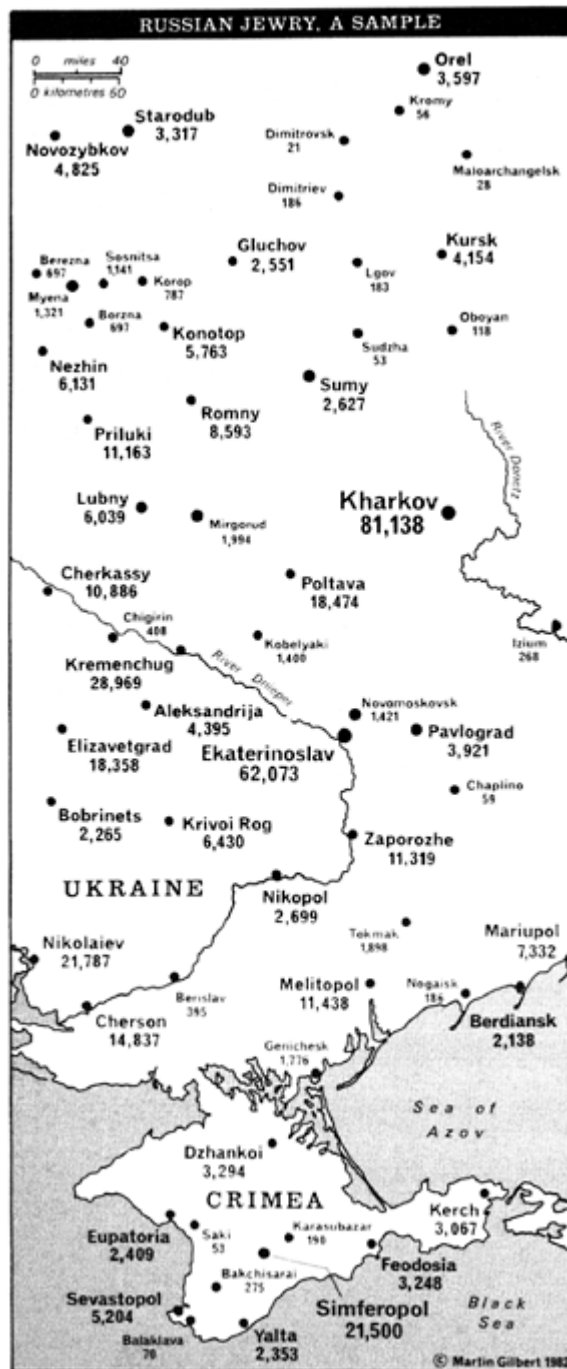 RUSSIAN JEWRY, A SAMPLE
0 miles 40
0 kilometres 60
Orel
3,597
Kromy
56
Starodub
3,317
Novozybkov
4,825
Dimitrovsk
21
Maloarchangelsk
28
Dimitriev
186
Berezna
697
Sosnitsa
1,141
Gluchov
2,551
Kursk
4,154
Myena
1,321
Korop
787
Lgov
183
Borzna
697
Konotop
5,763
Sudzha
53
Oboyan
118
Nezhin
6,131
Sumy
2,627
Romny
8,593
Priluki
11,163
River Donetz
Lubny
6,039
Mirgorud
1,994
Kharkov
81,138
Cherkassy
10,886
Poltava
18,474
Chigirin
408
Kobelyaki
1,400
Izium
268
Kremenchug
28,969
River Dnieper
Aleksandrija
4,395
Novomoskovsk
1,421
Elizavetgrad
18,358
Ekaterinoslav
62,073
Pavlograd
3,921
Chaplino
59
Bobrinets
2,265
Krivoi Rog
6,430
Zaporozhe
11,319
UKRAINE
Nikopol
2,699
Tokmak
1,898
Mariupol
7,332
Nikolaiev
21,787
Berislav
395
Melitopol
11,438
Nogaisk
186
Cherson
14,837
Berdiansk
2,138
Genichesk
1,776
Sea of
Azov
Dzhankoi
3,294
CRIMEA
Kerch
3,067
Eupatoria
2,409
Saki
53
Karasubazar
190
Feodosia
3,248
Bakchisarai
275
Simferopol
21,500
Sevastopol
5,204
Black
Sea
Balaklava
70
Yalta
2,353